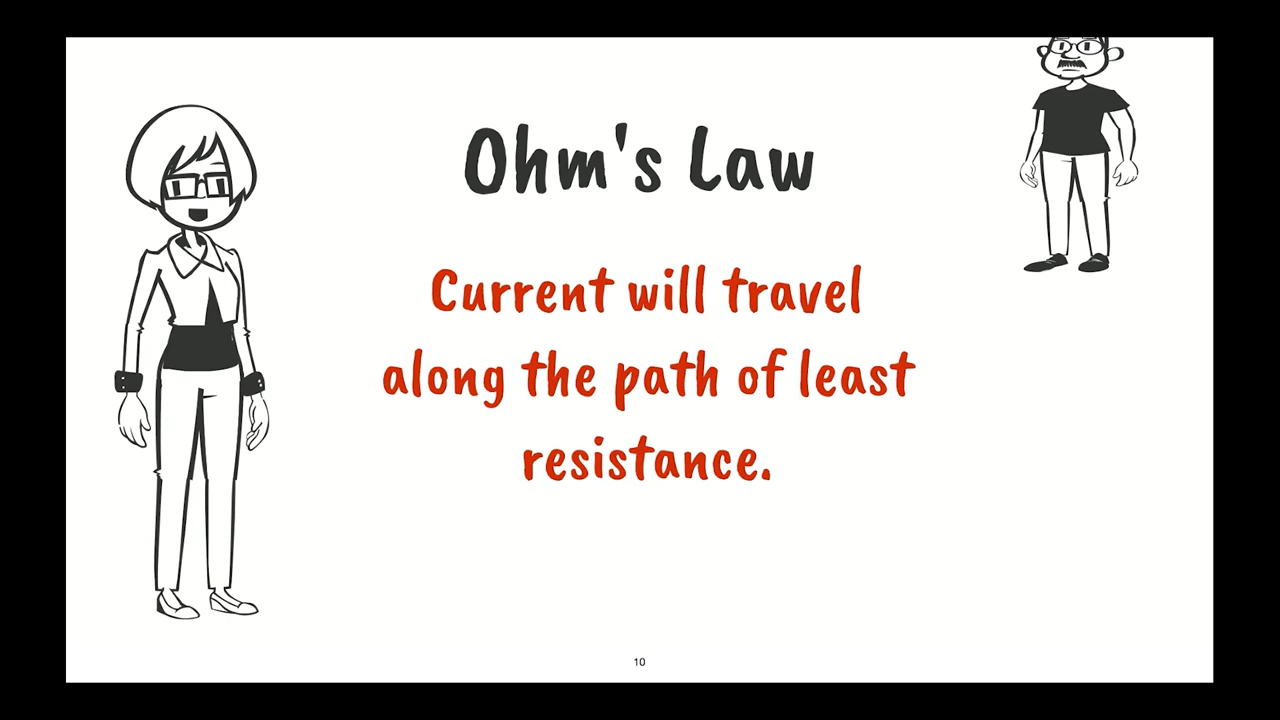 Ohm's Law
Current will travel
along the path of least
resistance.
10